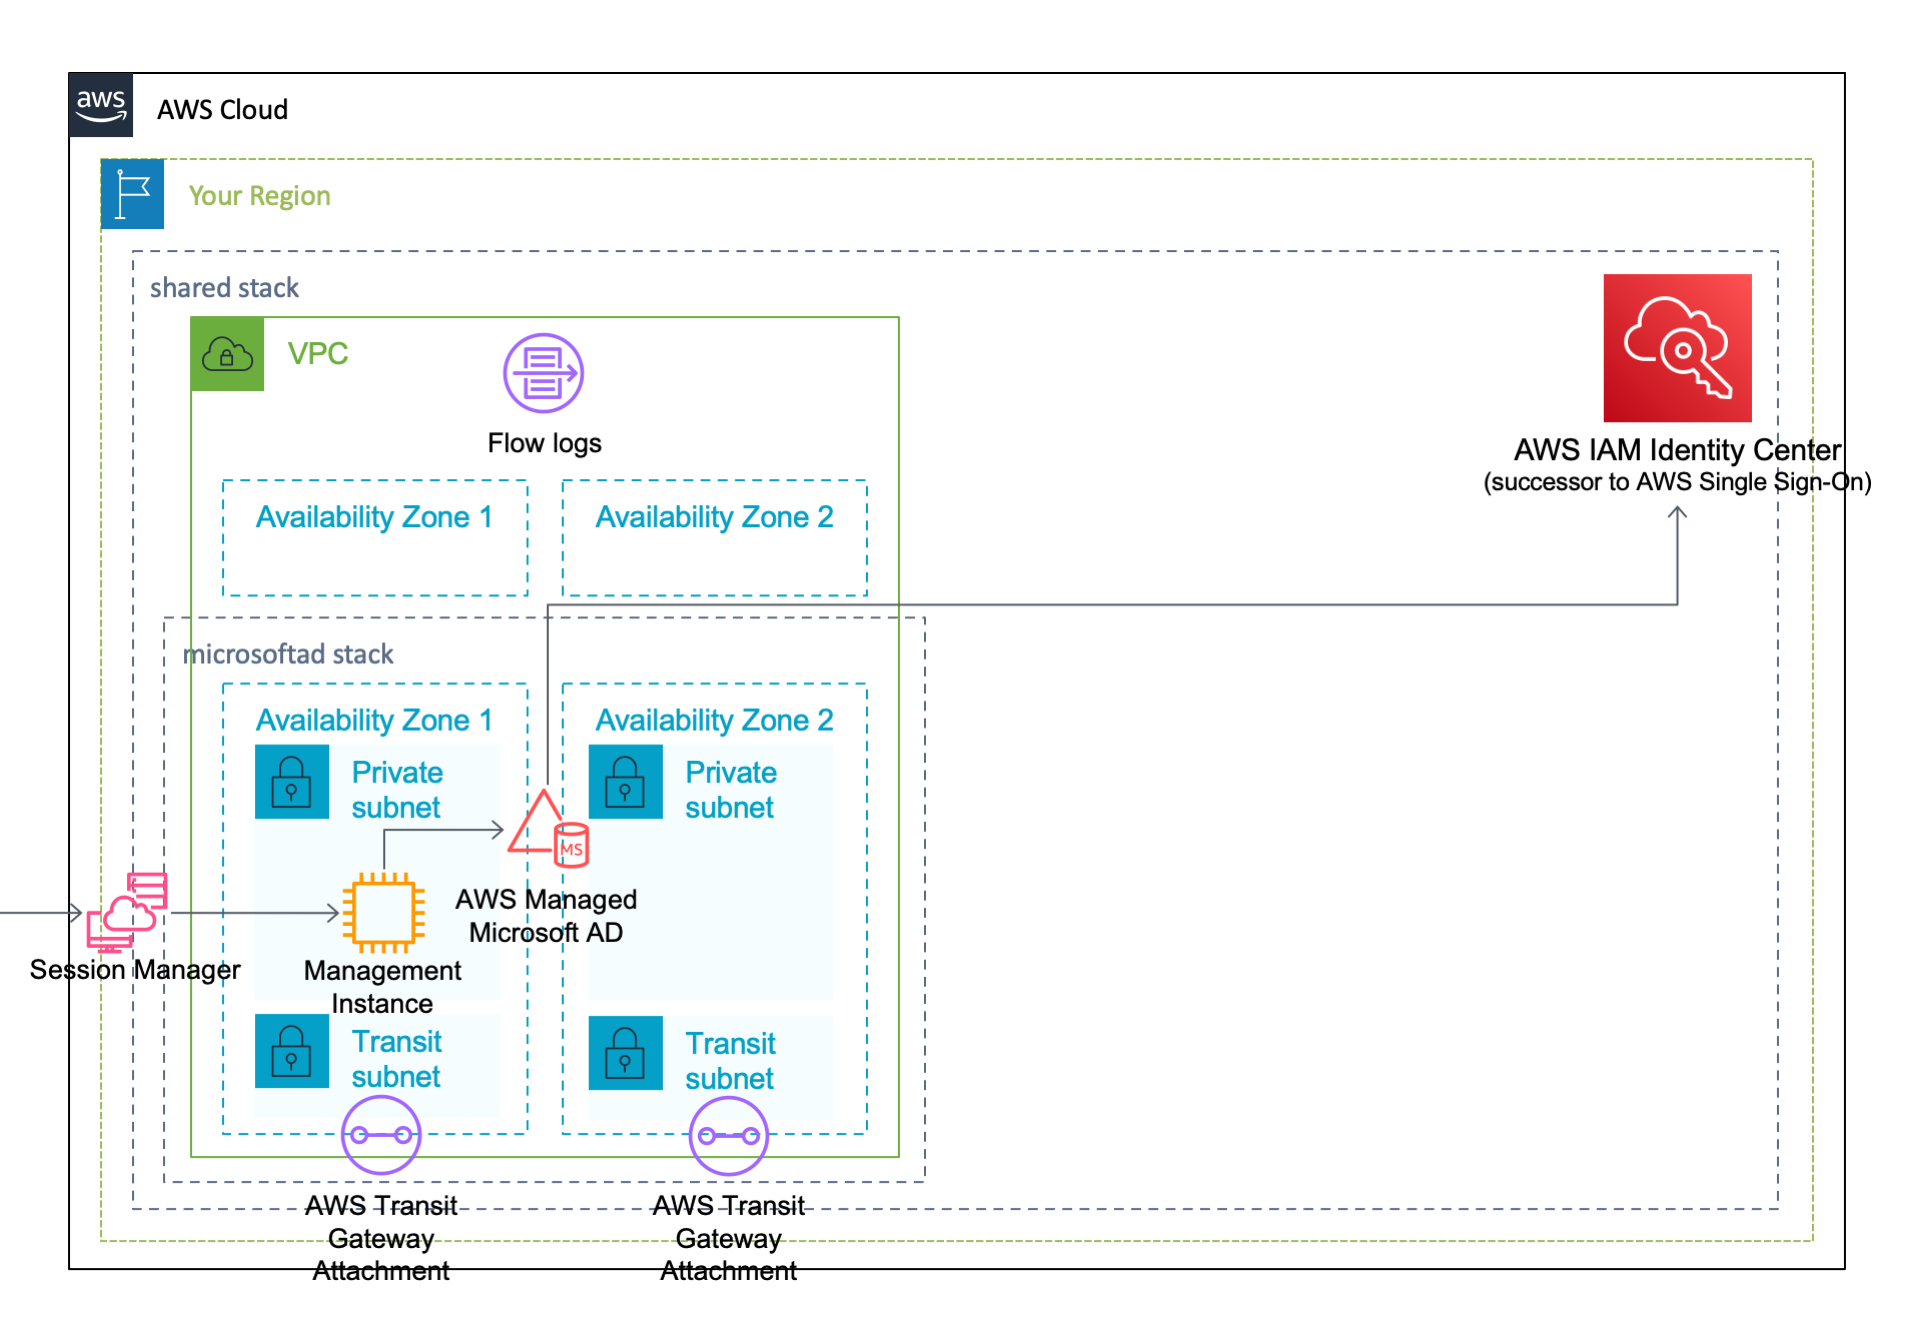 aws
AWS Cloud
Your Region
shared stack
VPC
Flow logs
AWS IAM Identity Center
(successor to AWS Single Sign-On)
Availability Zone 1
Availability Zone 2
microsoftad stack
Availability Zone 1
Availability Zone 2
Private
subnet
Private
subnet
MS
AWS Managed
Microsoft AD
Session Manager
Management
Instance
Transit
subnet
Transit
subnet
AWS Transit
Gateway
Attachment
AWS Transit
Gateway
Attachment